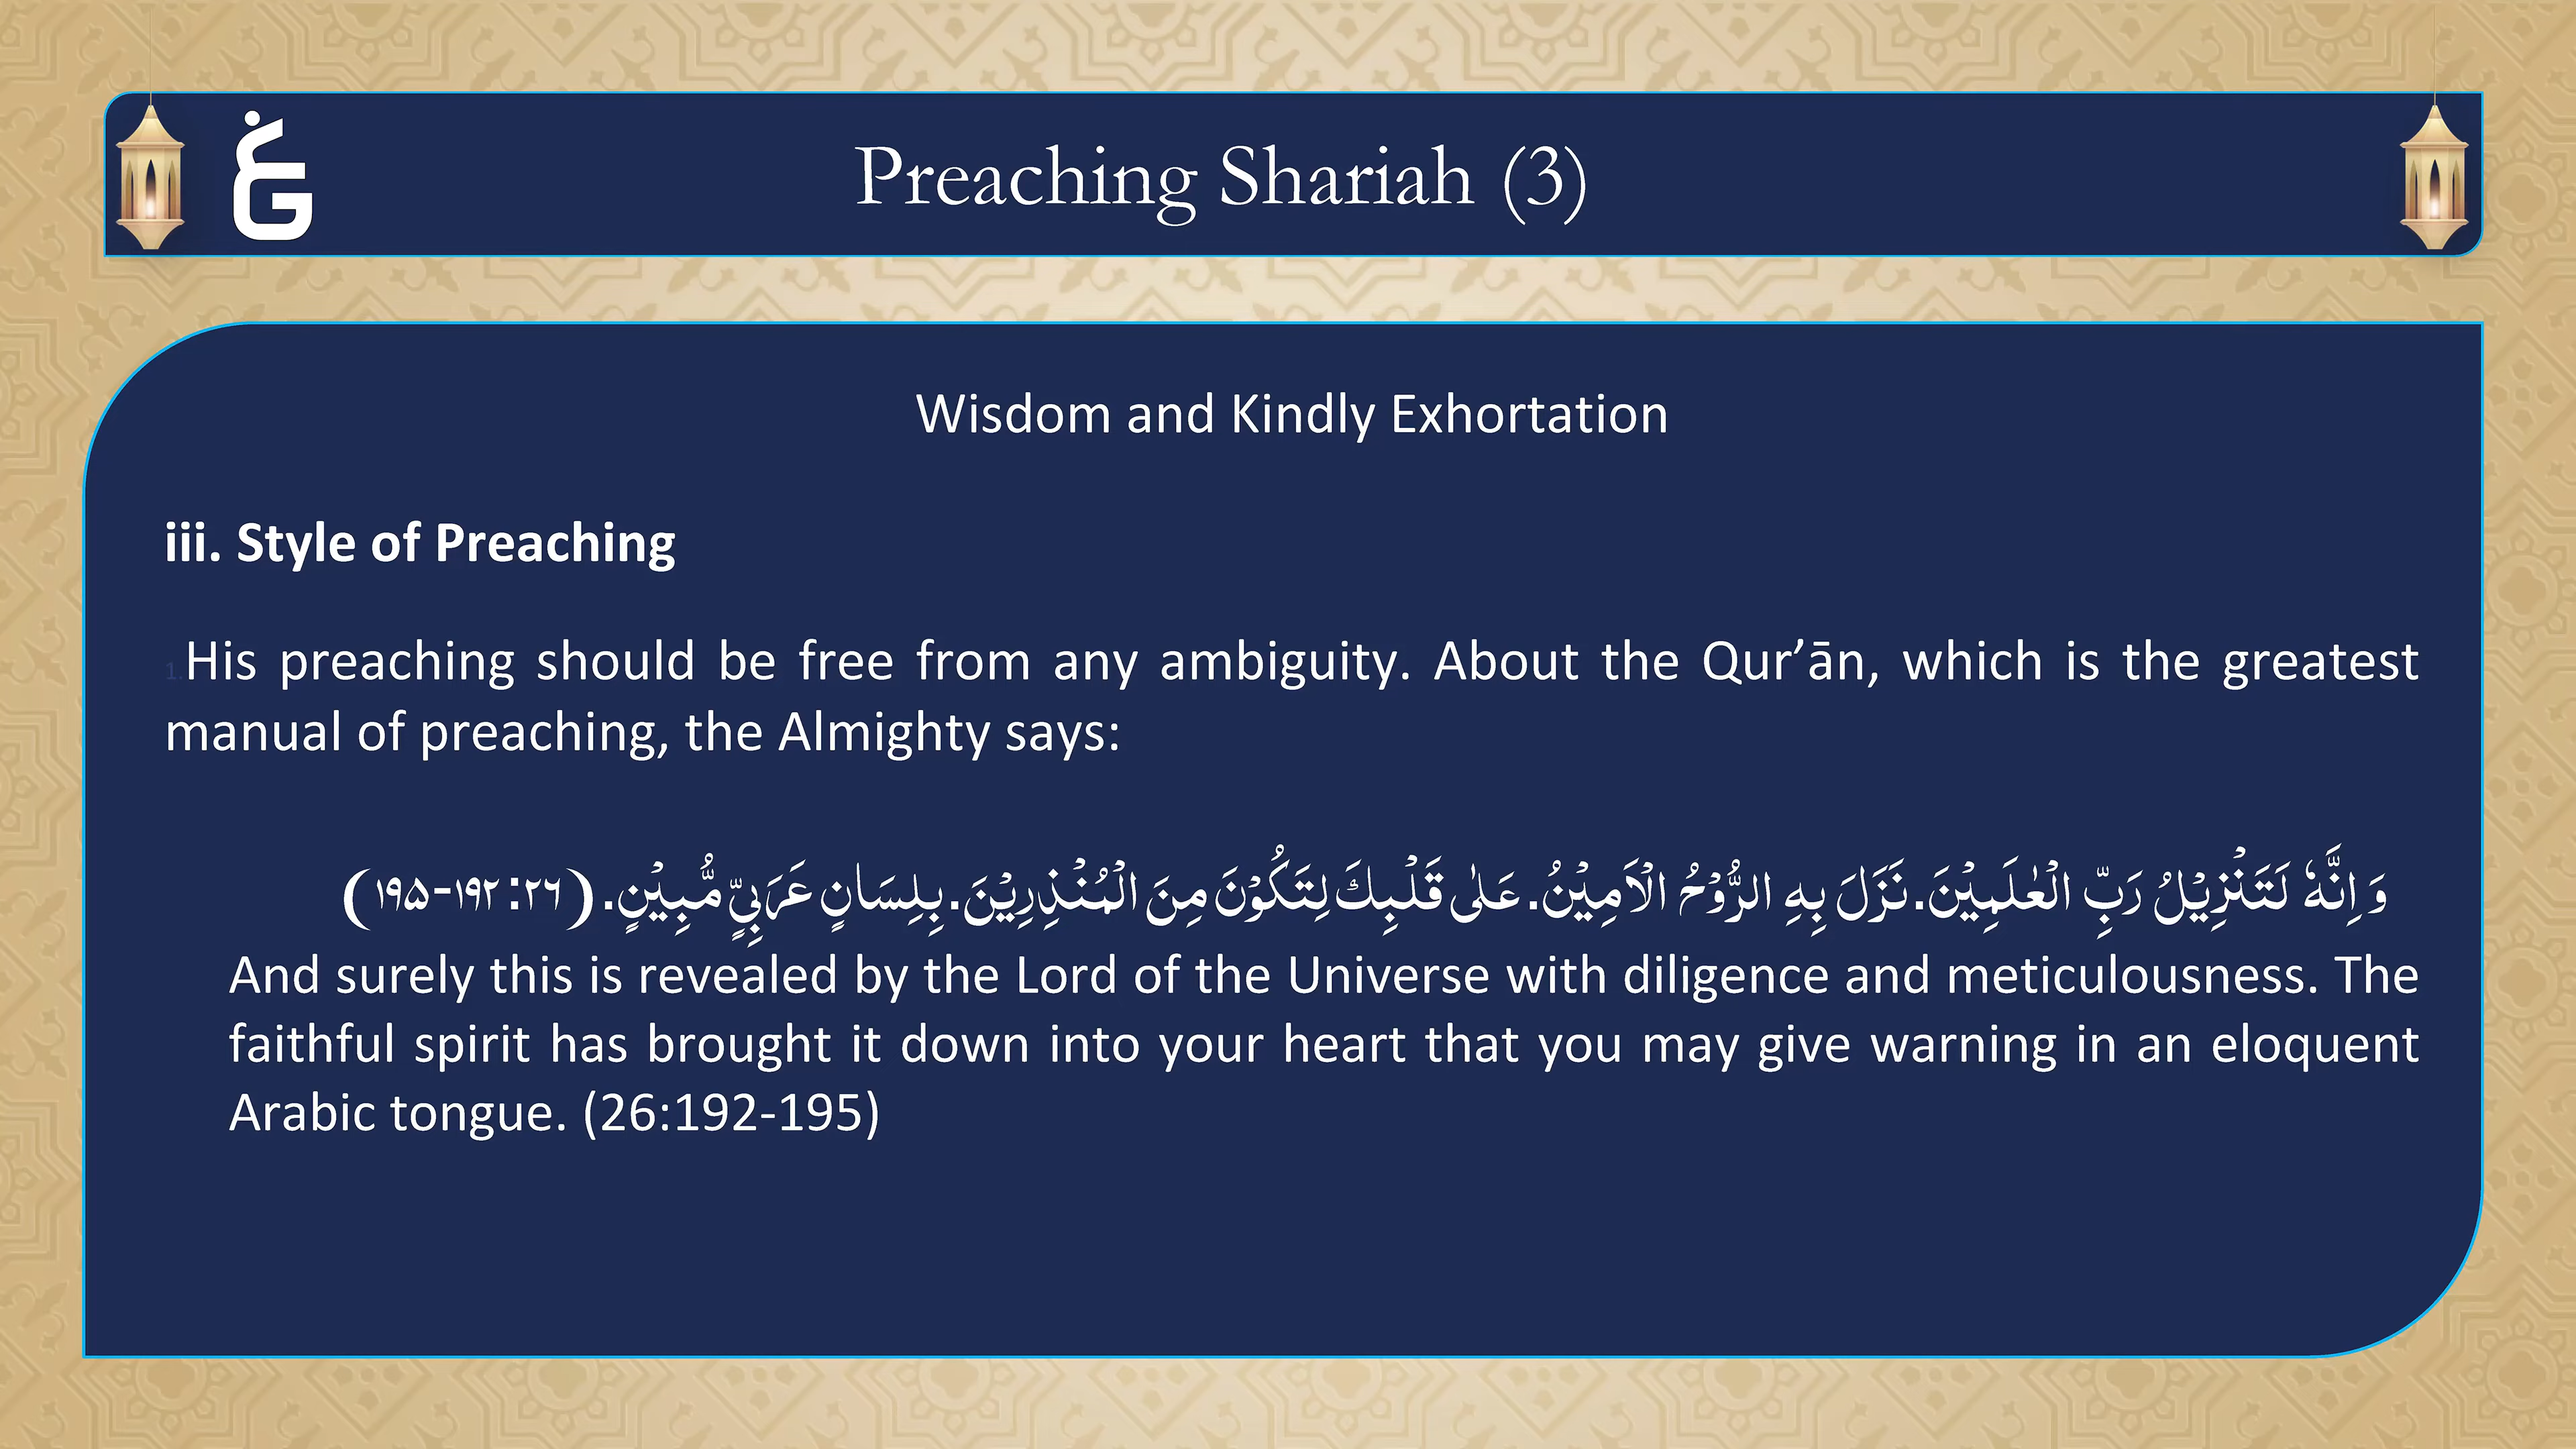 Preaching Shariah (3)
Wisdom and Kindly Exhortation
iii. Style of Preaching
1.His preaching should be free from any ambiguity. About the Qur’ān, which is the greatest
manual of preaching, the Almighty says:
وَ اِنَّهٗ لَتَنْزِيْلُ رَبِّ الْعٰلَمِيْنَ.نَزَلَ بِهِ الرُّوْحُ الْاَمِيْنُ.عَلٰى قَلْبِكَ لِتَكُوْنَ مِنَ الْمُنْذِرِيْنَ.بِلِسَانٍ عَرَبِيٍّ مُّبِيْنٍ.(۲۶:۱۹۲-۱۹۵)
And surely this is revealed by the Lord of the Universe with diligence and meticulousness. The
faithful spirit has brought it down into your heart that you may give warning in an eloquent
Arabic tongue. (26:192-195)